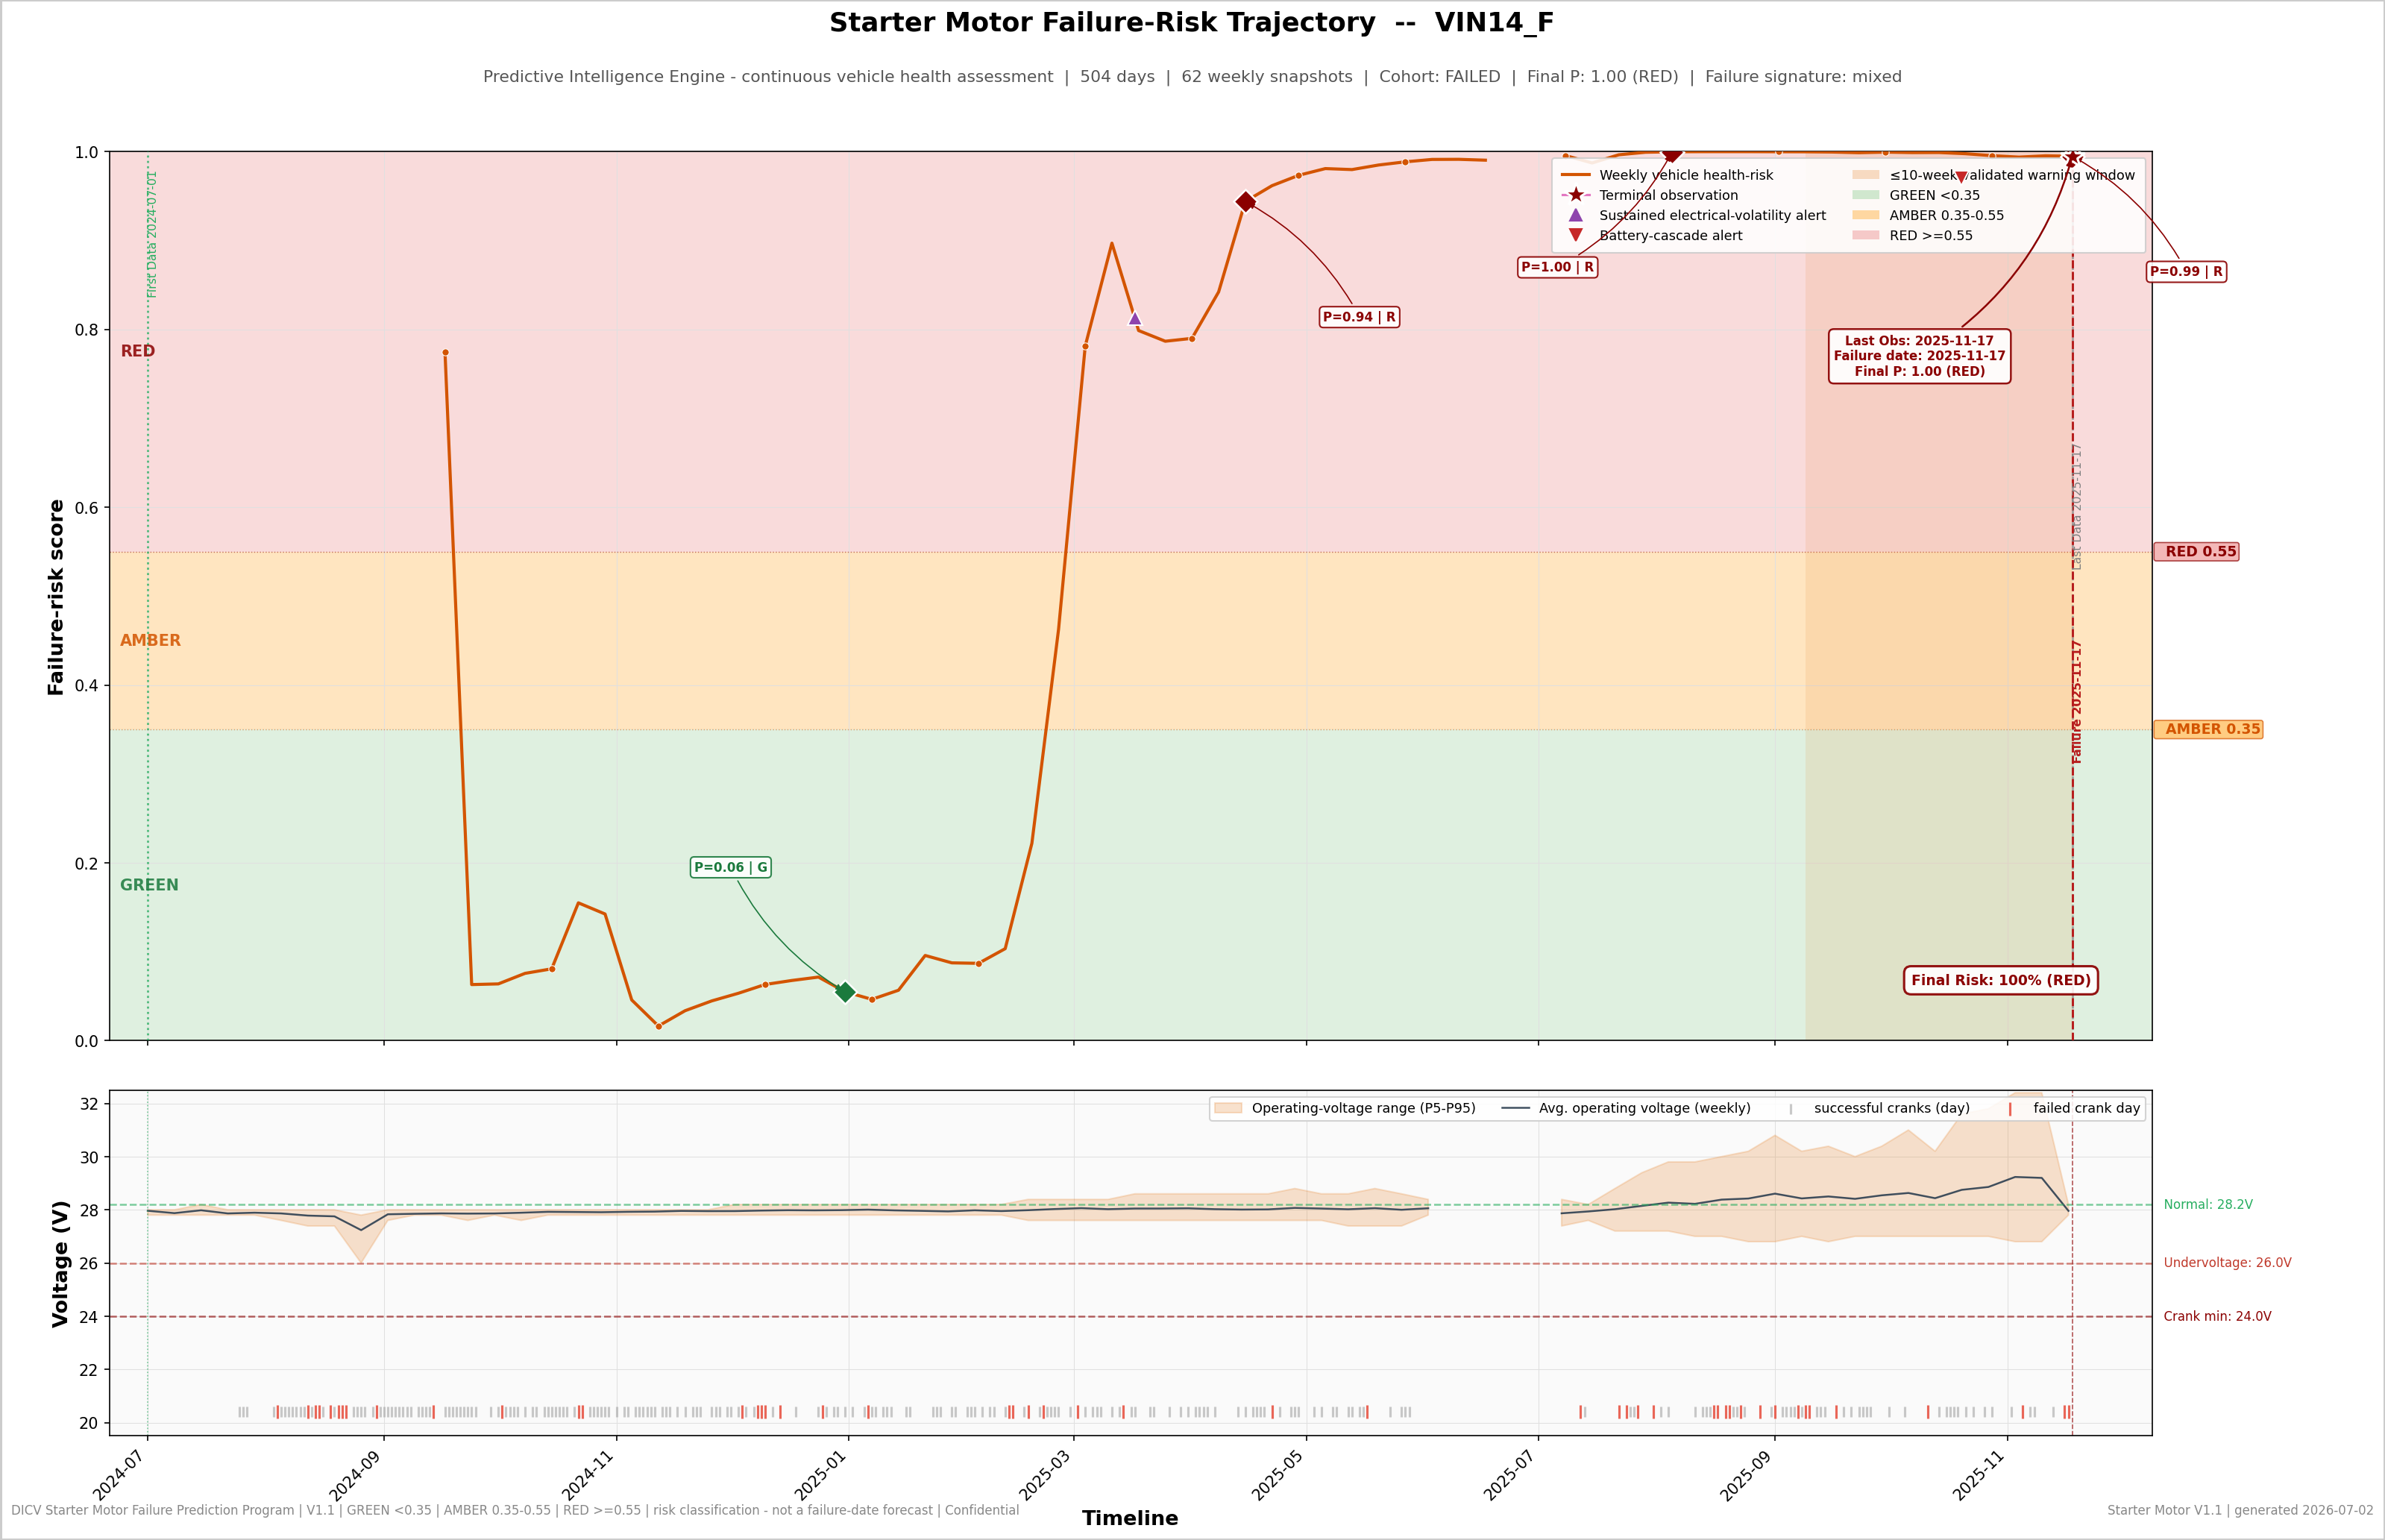 Starter Motor Failure-Risk Trajectory -- VIN14_F
Predictive Intelligence Engine - continuous vehicle health assessment | 504 days | 62 weekly snapshots | Cohort: FAILED | Final P: 1.00 (RED) | Failure signature: mixed
Failure-risk score
1.0
0.8
0.6
0.4
0.2
0.0
First Data 2024-07-01
RED
AMBER
GREEN
Weekly vehicle health-risk
Terminal observation
Sustained electrical-volatility alert
Battery-cascade alert
≤10-week validated warning window
GREEN <0.35
AMBER 0.35-0.55
RED >=0.55
P=1.00 | R
P=0.99 | R
P=0.94 | R
Last Obs: 2025-11-17
Failure date: 2025-11-17
Final P: 1.00 (RED)
Last Data 2025-11-17
RED 0.55
Failure 2025-11-17
AMBER 0.35
P=0.06 | G
Final Risk: 100% (RED)
Voltage (V)
32
30
28
26
24
22
20
Operating-voltage range (P5-P95)
Avg. operating voltage (weekly)
successful cranks (day)
failed crank day
Normal: 28.2V
Undervoltage: 26.0V
Crank min: 24.0V
2024-07
2024-09
2024-11
2025-01
2025-03
2025-05
2025-07
2025-09
2025-11
Timeline
DICV Starter Motor Failure Prediction Program | V1.1 | GREEN <0.35 | AMBER 0.35-0.55 | RED >=0.55 | risk classification - not a failure-date forecast | Confidential
Starter Motor V1.1 | generated 2026-07-02